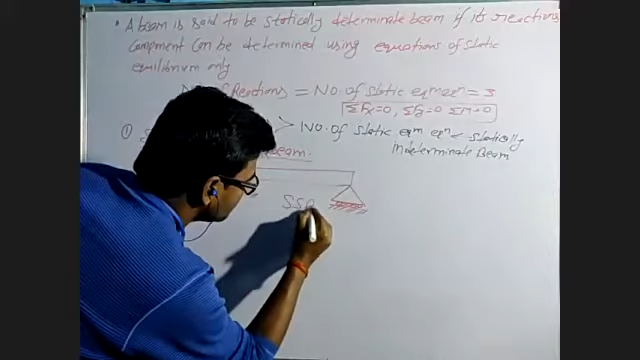 • A beam is said to be statically determinate beam if its reactions
component can be determined using equations of static
equilibrium only
of Reactions = No. of static eqm eqn = 3
ΣFx=0, ΣFy=0 ΣM=0
> No. of static eqm eqn ← statically
indeterminate Beam
① S
Beam.
SSB